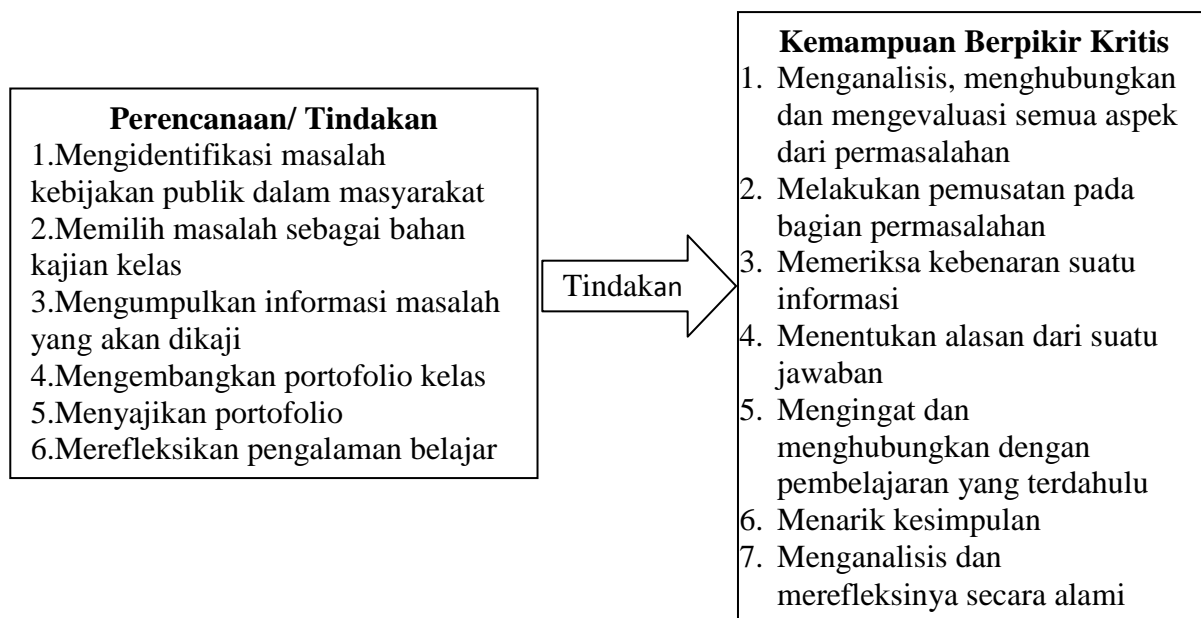 Perencanaan/ Tindakan
1.Mengidentifikasi masalah
kebijakan publik dalam masyarakat
2.Memilih masalah sebagai bahan
kajian kelas
3.Mengumpulkan informasi masalah
yang akan dikaji
4.Mengembangkan portofolio kelas
5.Menyajikan portofolio
6.Merefleksikan pengalaman belajar
Tindakan
Kemampuan Berpikir Kritis
1. Menganalisis, menghubungkan
dan mengevaluasi semua aspek
dari permasalahan
2. Melakukan pemusatan pada
bagian permasalahan
3. Memeriksa kebenaran suatu
informasi
4. Menentukan alasan dari suatu
jawaban
5. Mengingat dan
menghubungkan dengan
pembelajaran yang terdahulu
6. Menarik kesimpulan
7. Menganalisis dan
merefleksinya secara alami